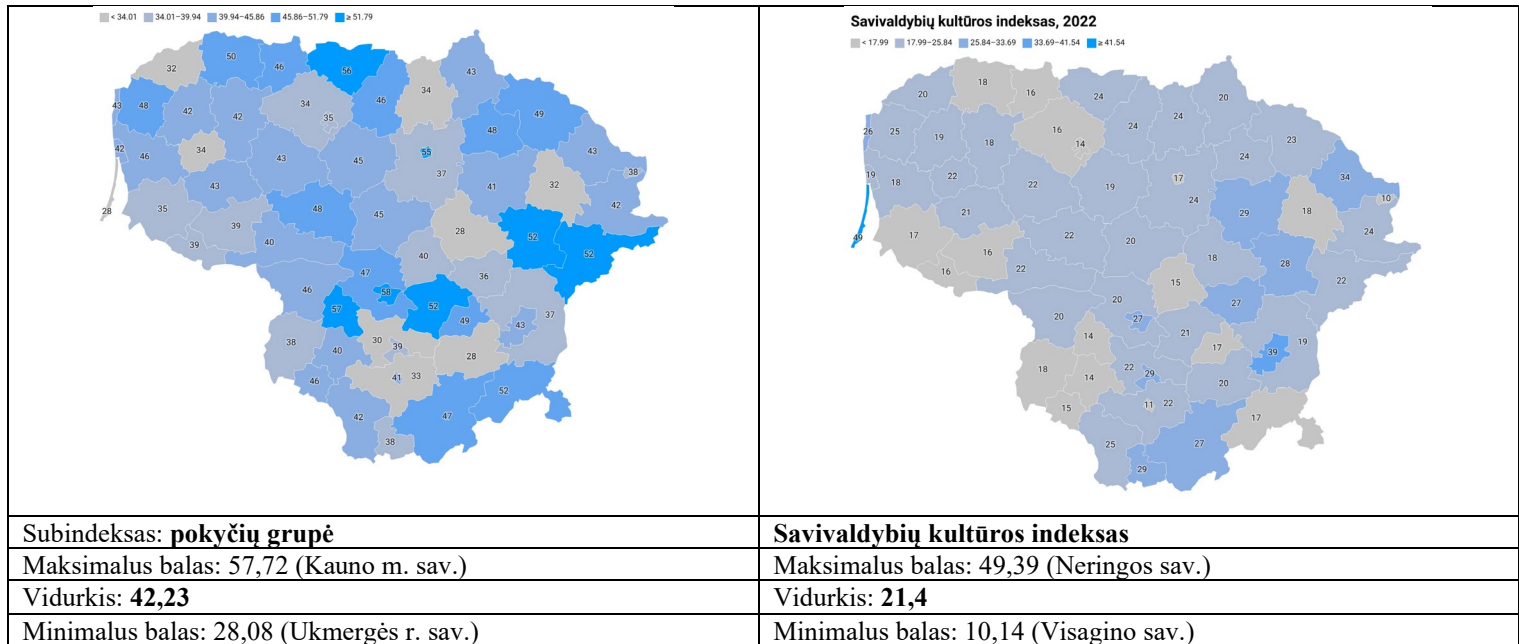 < 34.01 34.01–39.94 39.94–45.86 45.86–51.79 ≥ 51.79
32 50 46 56 34 43
43 48 42 42 34 35 46 48 49
42 46 34 43 45 55 37 41 32 43 38
28 35 43 39 39 48 45 28 52 42 52
40 46 47 40 36
57 58 52 49 43 37
38 40 30 39 28
46 41 33 52
42 38 47
Savivaldybių kultūros indeksas, 2022
< 17.99 17.99–25.84 25.84–33.69 33.69–41.54 ≥ 41.54
20 18 16 24 24 20
26 25 19 18 16 14 24 24 23
19 18 22 22 19 17 24 29 18 34 10
49 17 21 16 16 22 20 18 28 24 22
22 20 20 15 27
14 27 21 17 39 19
18 14 22 29 20
15 11 22 17
25 29 27
Subindeksas: pokyčių grupė
Savivaldybių kultūros indeksas
Maksimalus balas: 57,72 (Kauno m. sav.)
Maksimalus balas: 49,39 (Neringos sav.)
Vidurkis: 42,23
Vidurkis: 21,4
Minimalus balas: 28,08 (Ukmergės r. sav.)
Minimalus balas: 10,14 (Visagino sav.)